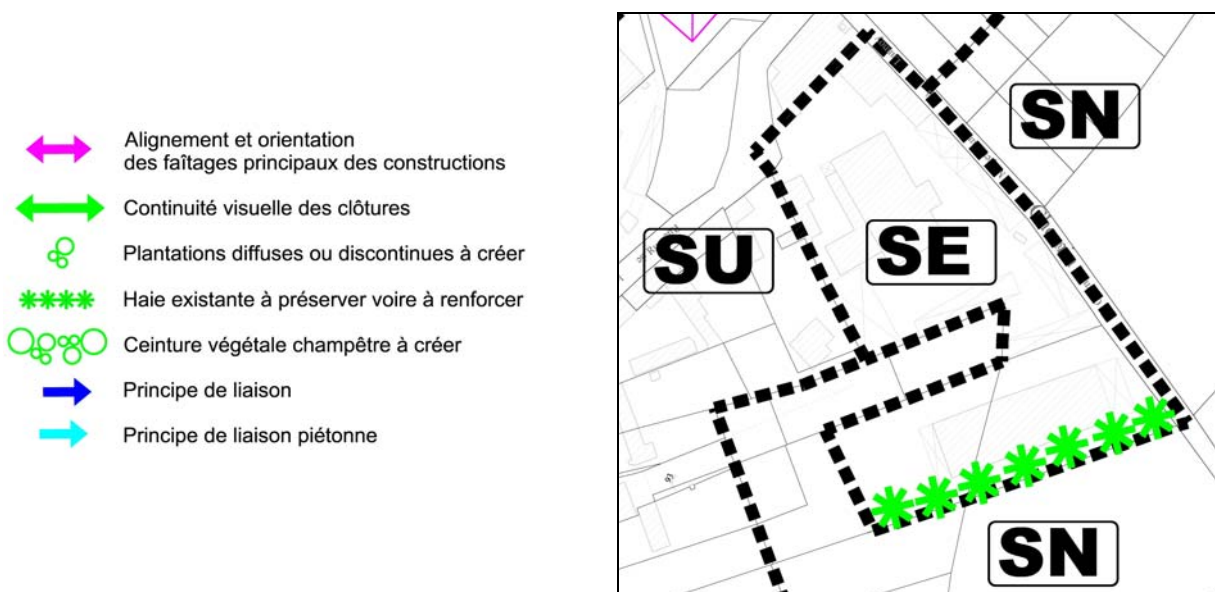 Alignement et orientation
des faîtages principaux des constructions
Continuité visuelle des clôtures
Plantations diffuses ou discontinues à créer
Haie existante à préserver voire à renforcer
Ceinture végétale champêtre à créer
Principe de liaison
Principe de liaison piétonne
SN
SU
SE
SN